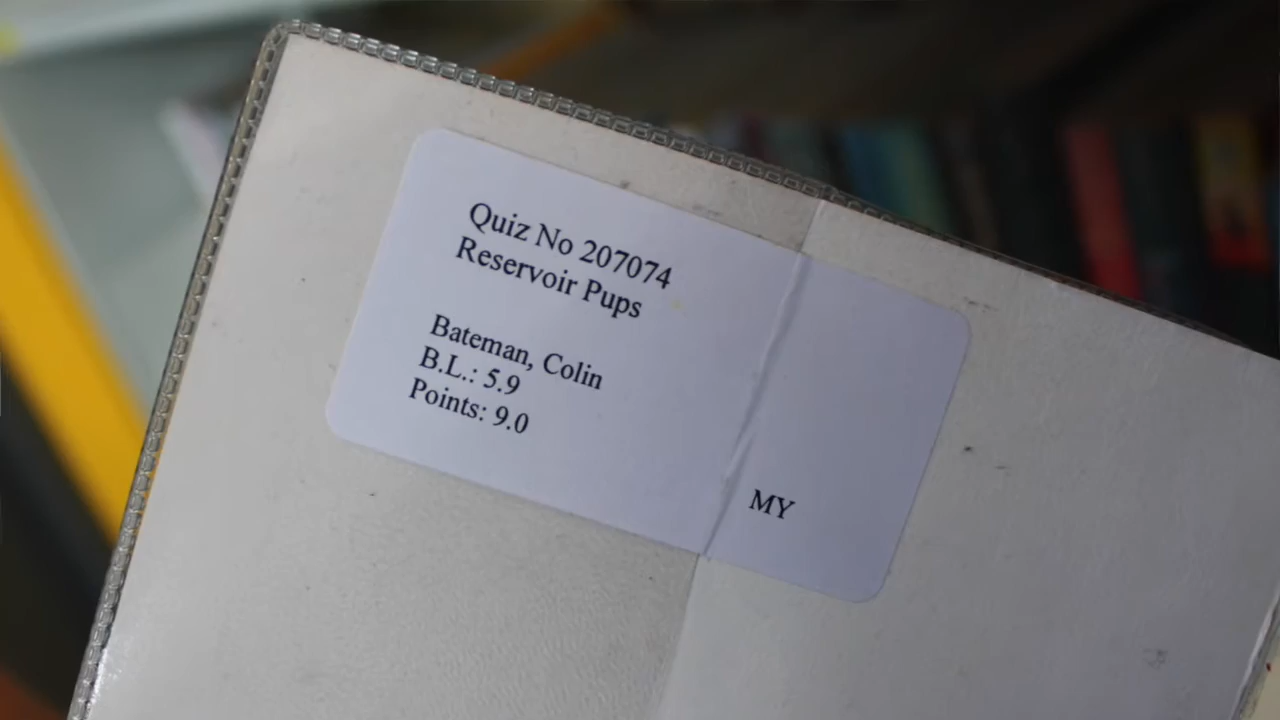 Quiz No 207074
Reservoir Pups
Bateman, Colin
B.L.: 5.9
Points: 9.0
MY